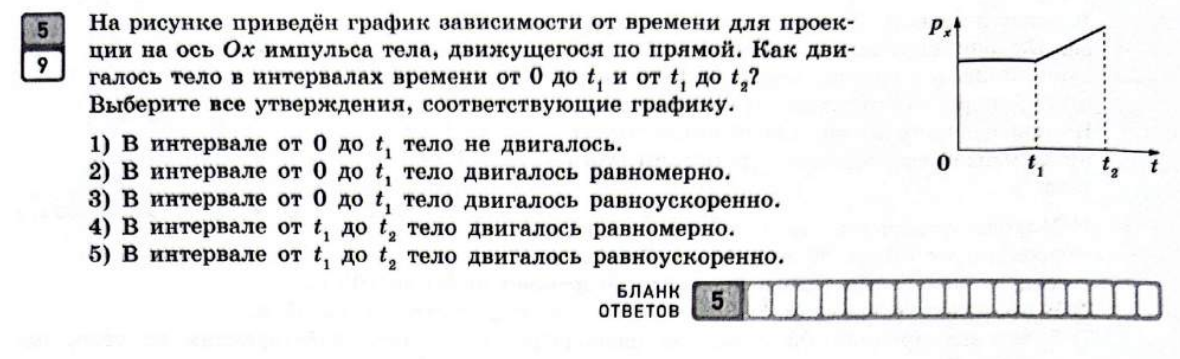 5
9
На рисунке приведён график зависимости от времени для проек-
ции на ось Ox импульса тела, движущегося по прямой. Как дви-
галось тело в интервалах времени от 0 до t₁ и от t₁ до t₂?
Выберите все утверждения, соответствующие графику.
1) В интервале от 0 до t₁ тело не двигалось.
2) В интервале от 0 до t₁ тело двигалось равномерно.
3) В интервале от 0 до t₁ тело двигалось равноускоренно.
4) В интервале от t₁ до t₂ тело двигалось равномерно.
5) В интервале от t₁ до t₂ тело двигалось равноускоренно.
pₓ
0 t₁ t₂ t
БЛАНК
ОТВЕТОВ 5